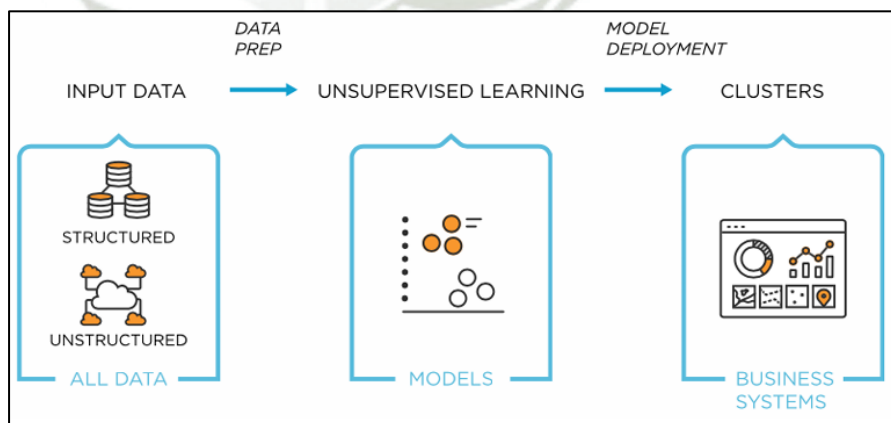 DATA
PREP
MODEL
DEPLOYMENT
INPUT DATA
UNSUPERVISED LEARNING
CLUSTERS
STRUCTURED
UNSTRUCTURED
ALL DATA
MODELS
BUSINESS
SYSTEMS